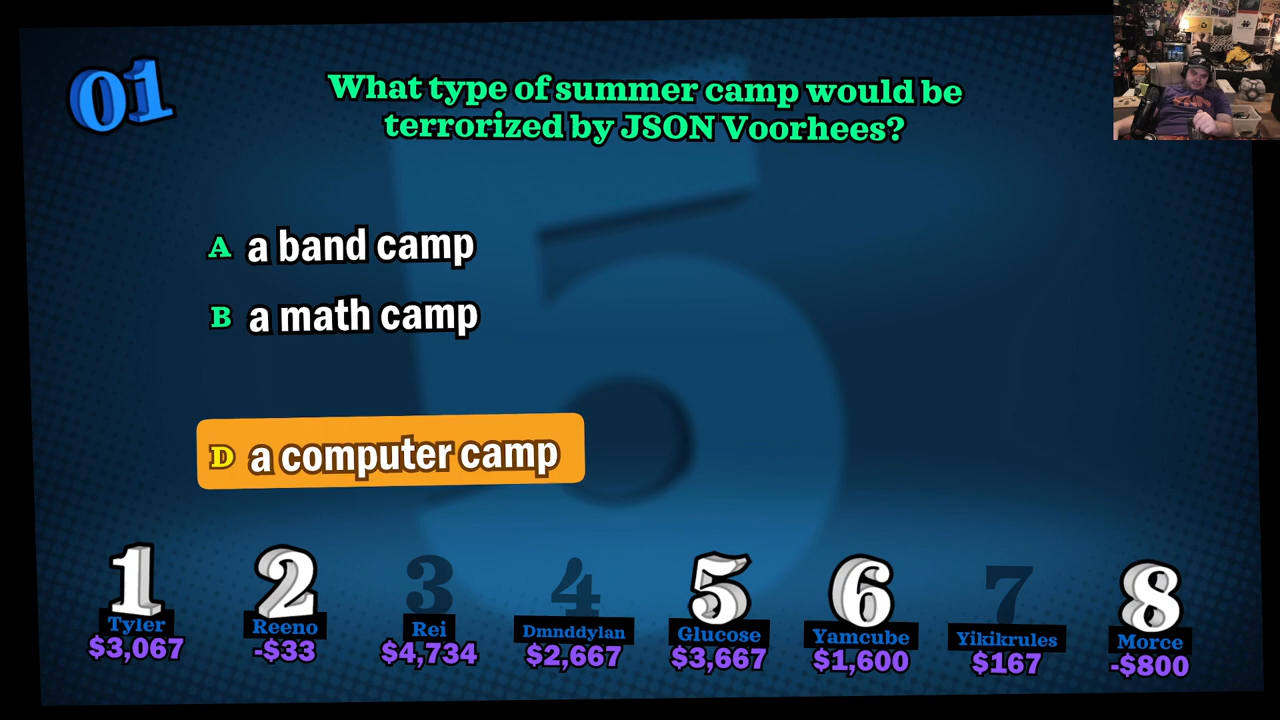 01
What type of summer camp would be
terrorized by JSON Voorhees?
A a band camp
B a math camp
D a computer camp
5
1 2 3 4 5 6 7 8
Tyler Reeno Rei Dmnddylan Glucose Yamcube Yikikrules Morce
$3,067 -$33 $4,734 $2,667 $3,667 $1,600 $167 -$800